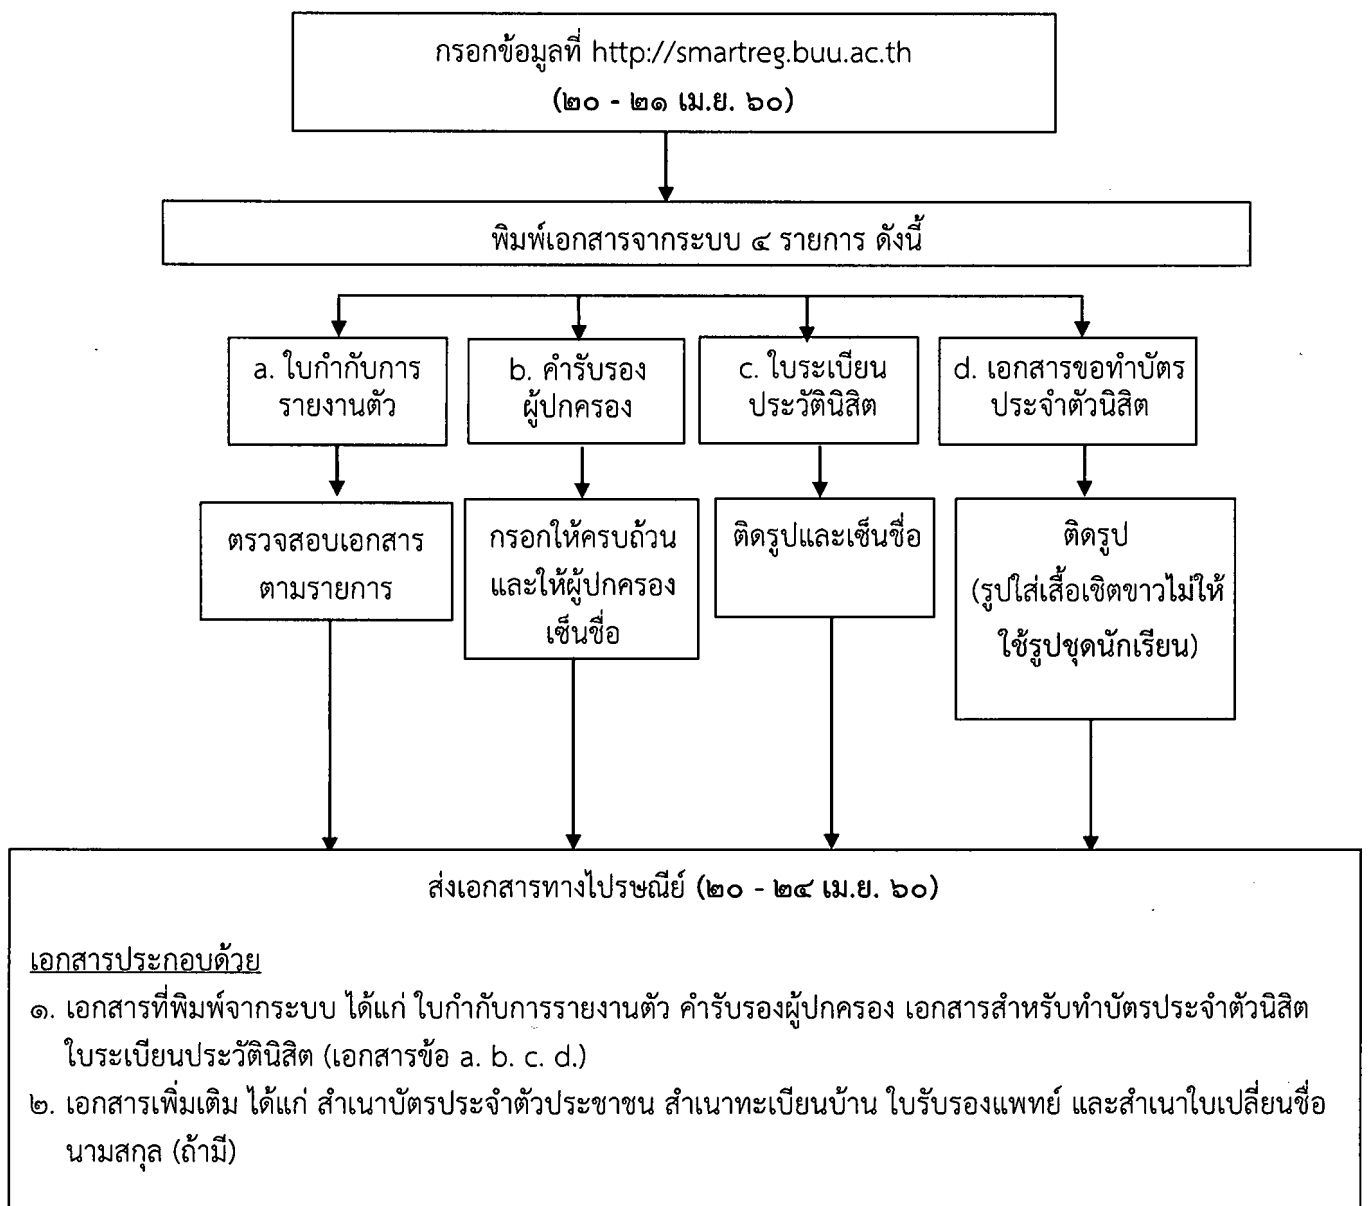 กรอกข้อมูลที่ http://smartreg.buu.ac.th
(๒๐ - ๒๑ เม.ย. ๖๐)
พิมพ์เอกสารจากระบบ ๔ รายการ ดังนี้
a. ใบกำกับการ
รายงานตัว
b. คำรับรอง
ผู้ปกครอง
c. ใบระเบียน
ประวัตินิสิต
d. เอกสารขอทำบัตร
ประจำตัวนิสิต
ตรวจสอบเอกสาร
ตามรายการ
กรอกให้ครบถ้วน
และให้ผู้ปกครอง
เซ็นชื่อ
ติดรูปและเซ็นชื่อ
ติดรูป
(รูปใส่เสื้อเชิตขาวไม่ให้
ใช้รูปชุดนักเรียน)
ส่งเอกสารทางไปรษณีย์ (๒๐ - ๒๔ เม.ย. ๖๐)
เอกสารประกอบด้วย
๑. เอกสารที่พิมพ์จากระบบ ได้แก่ ใบกำกับการรายงานตัว คำรับรองผู้ปกครอง เอกสารสำหรับทำบัตรประจำตัวนิสิต
ใบระเบียนประวัตินิสิต (เอกสารข้อ a. b. c. d.)
๒. เอกสารเพิ่มเติม ได้แก่ สำเนาบัตรประจำตัวประชาชน สำเนาทะเบียนบ้าน ใบรับรองแพทย์ และสำเนาใบเปลี่ยนชื่อ
นามสกุล (ถ้ามี)